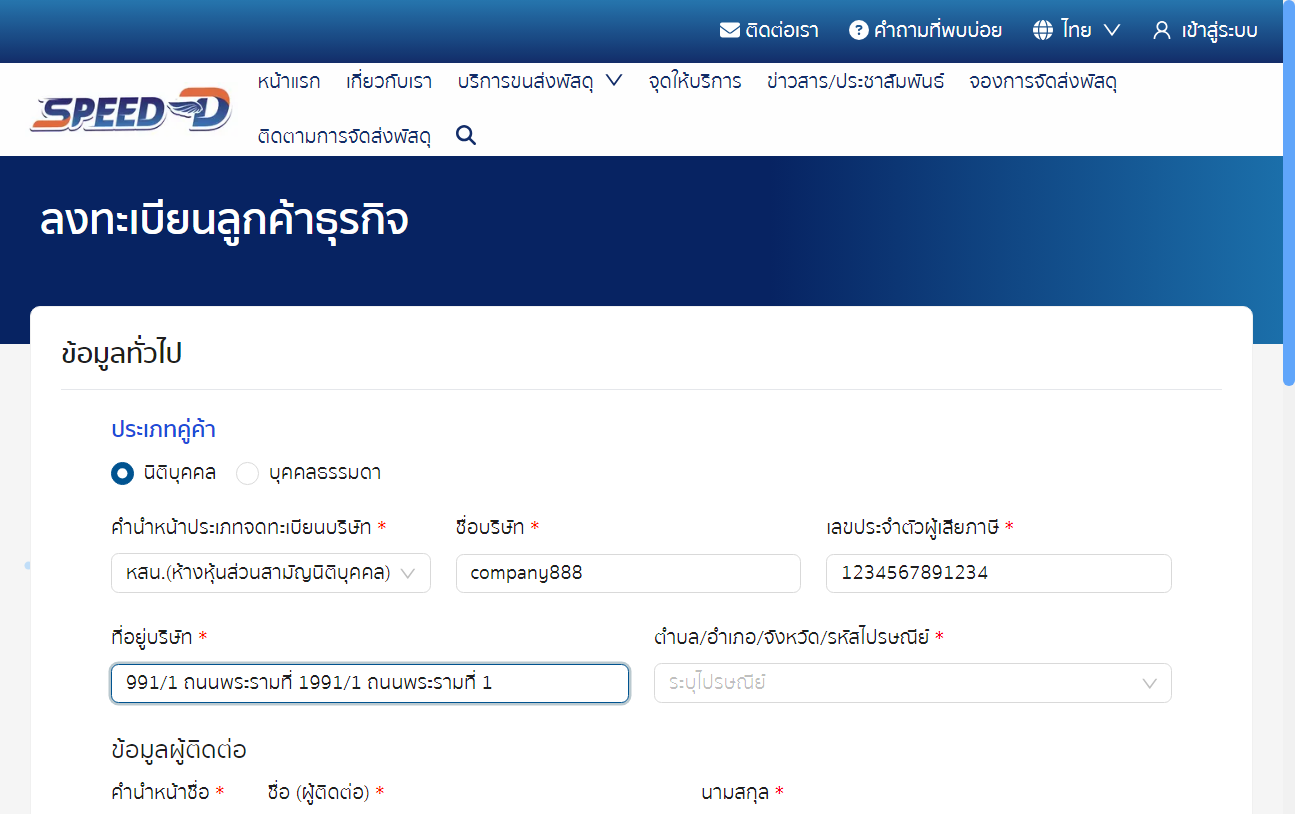 ติดต่อเรา คำถามที่พบบ่อย ไทย เข้าสู่ระบบ
SPEED-D
หน้าแรก เกี่ยวกับเรา บริการขนส่งพัสดุ จุดให้บริการ ข่าวสาร/ประชาสัมพันธ์ จองการจัดส่งพัสดุ
ติดตามการจัดส่งพัสดุ
ลงทะเบียนลูกค้าธุรกิจ
ข้อมูลทั่วไป
ประเภทคู่ค้า
นิติบุคคล บุคคลธรรมดา
คำนำหน้าประเภทจดทะเบียนบริษัท * ชื่อบริษัท * เลขประจำตัวผู้เสียภาษี *
หสน.(ห้างหุ้นส่วนสามัญนิติบุคคล) company888 1234567891234
ที่อยู่บริษัท * ตำบล/อำเภอ/จังหวัด/รหัสไปรษณีย์ *
991/1 ถนนพระรามที่ 1991/1 ถนนพระรามที่ 1 ระบุไปรษณีย์
ข้อมูลผู้ติดต่อ
คำนำหน้าชื่อ * ชื่อ (ผู้ติดต่อ) * นามสกุล *